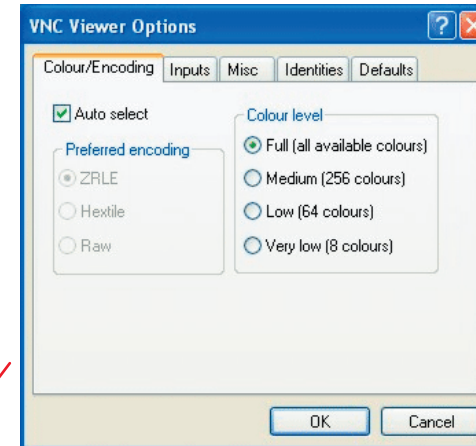 VNC Viewer Options
Colour/Encoding Inputs Misc Identities Defaults
Auto select
Preferred encoding
ZRLE
Hextile
Raw
Colour level
Full (all available colours)
Medium (256 colours)
Low (64 colours)
Very low (8 colours)
OK Cancel